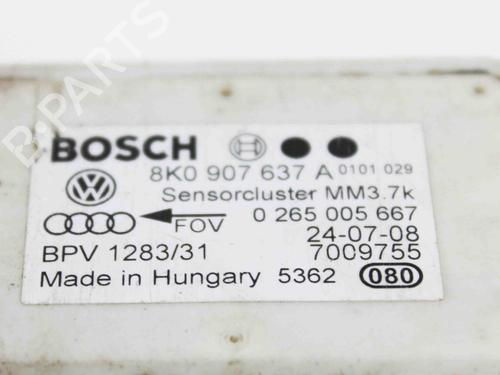 BOSCH
8K0 907 637 A 0101 029
Sensorcluster MM3.7k
FOV 0 265 005 667
24-07-08
BPV 1283/31 7009755
Made in Hungary 5362 080
B-PARTS